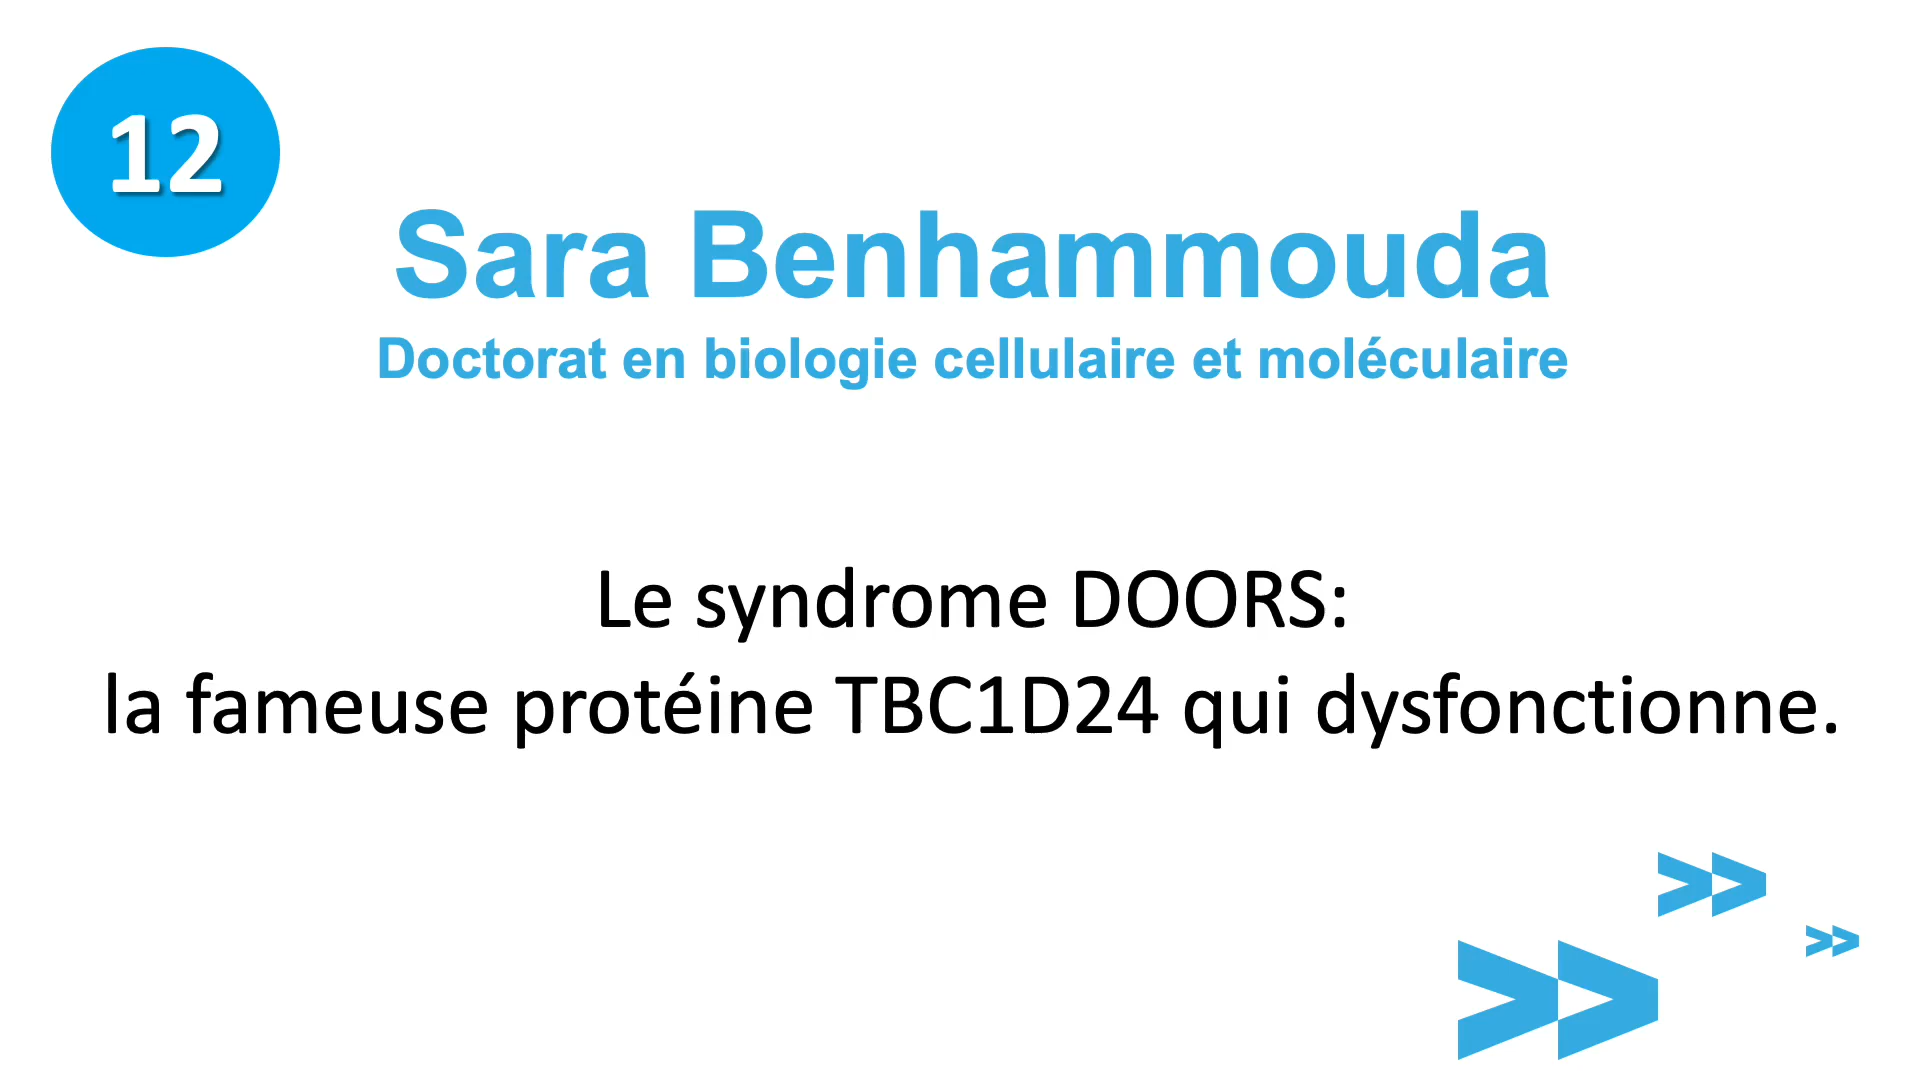 12
Sara Benhammouda
Doctorat en biologie cellulaire et moléculaire
Le syndrome DOORS:
la fameuse protéine TBC1D24 qui dysfonctionne.